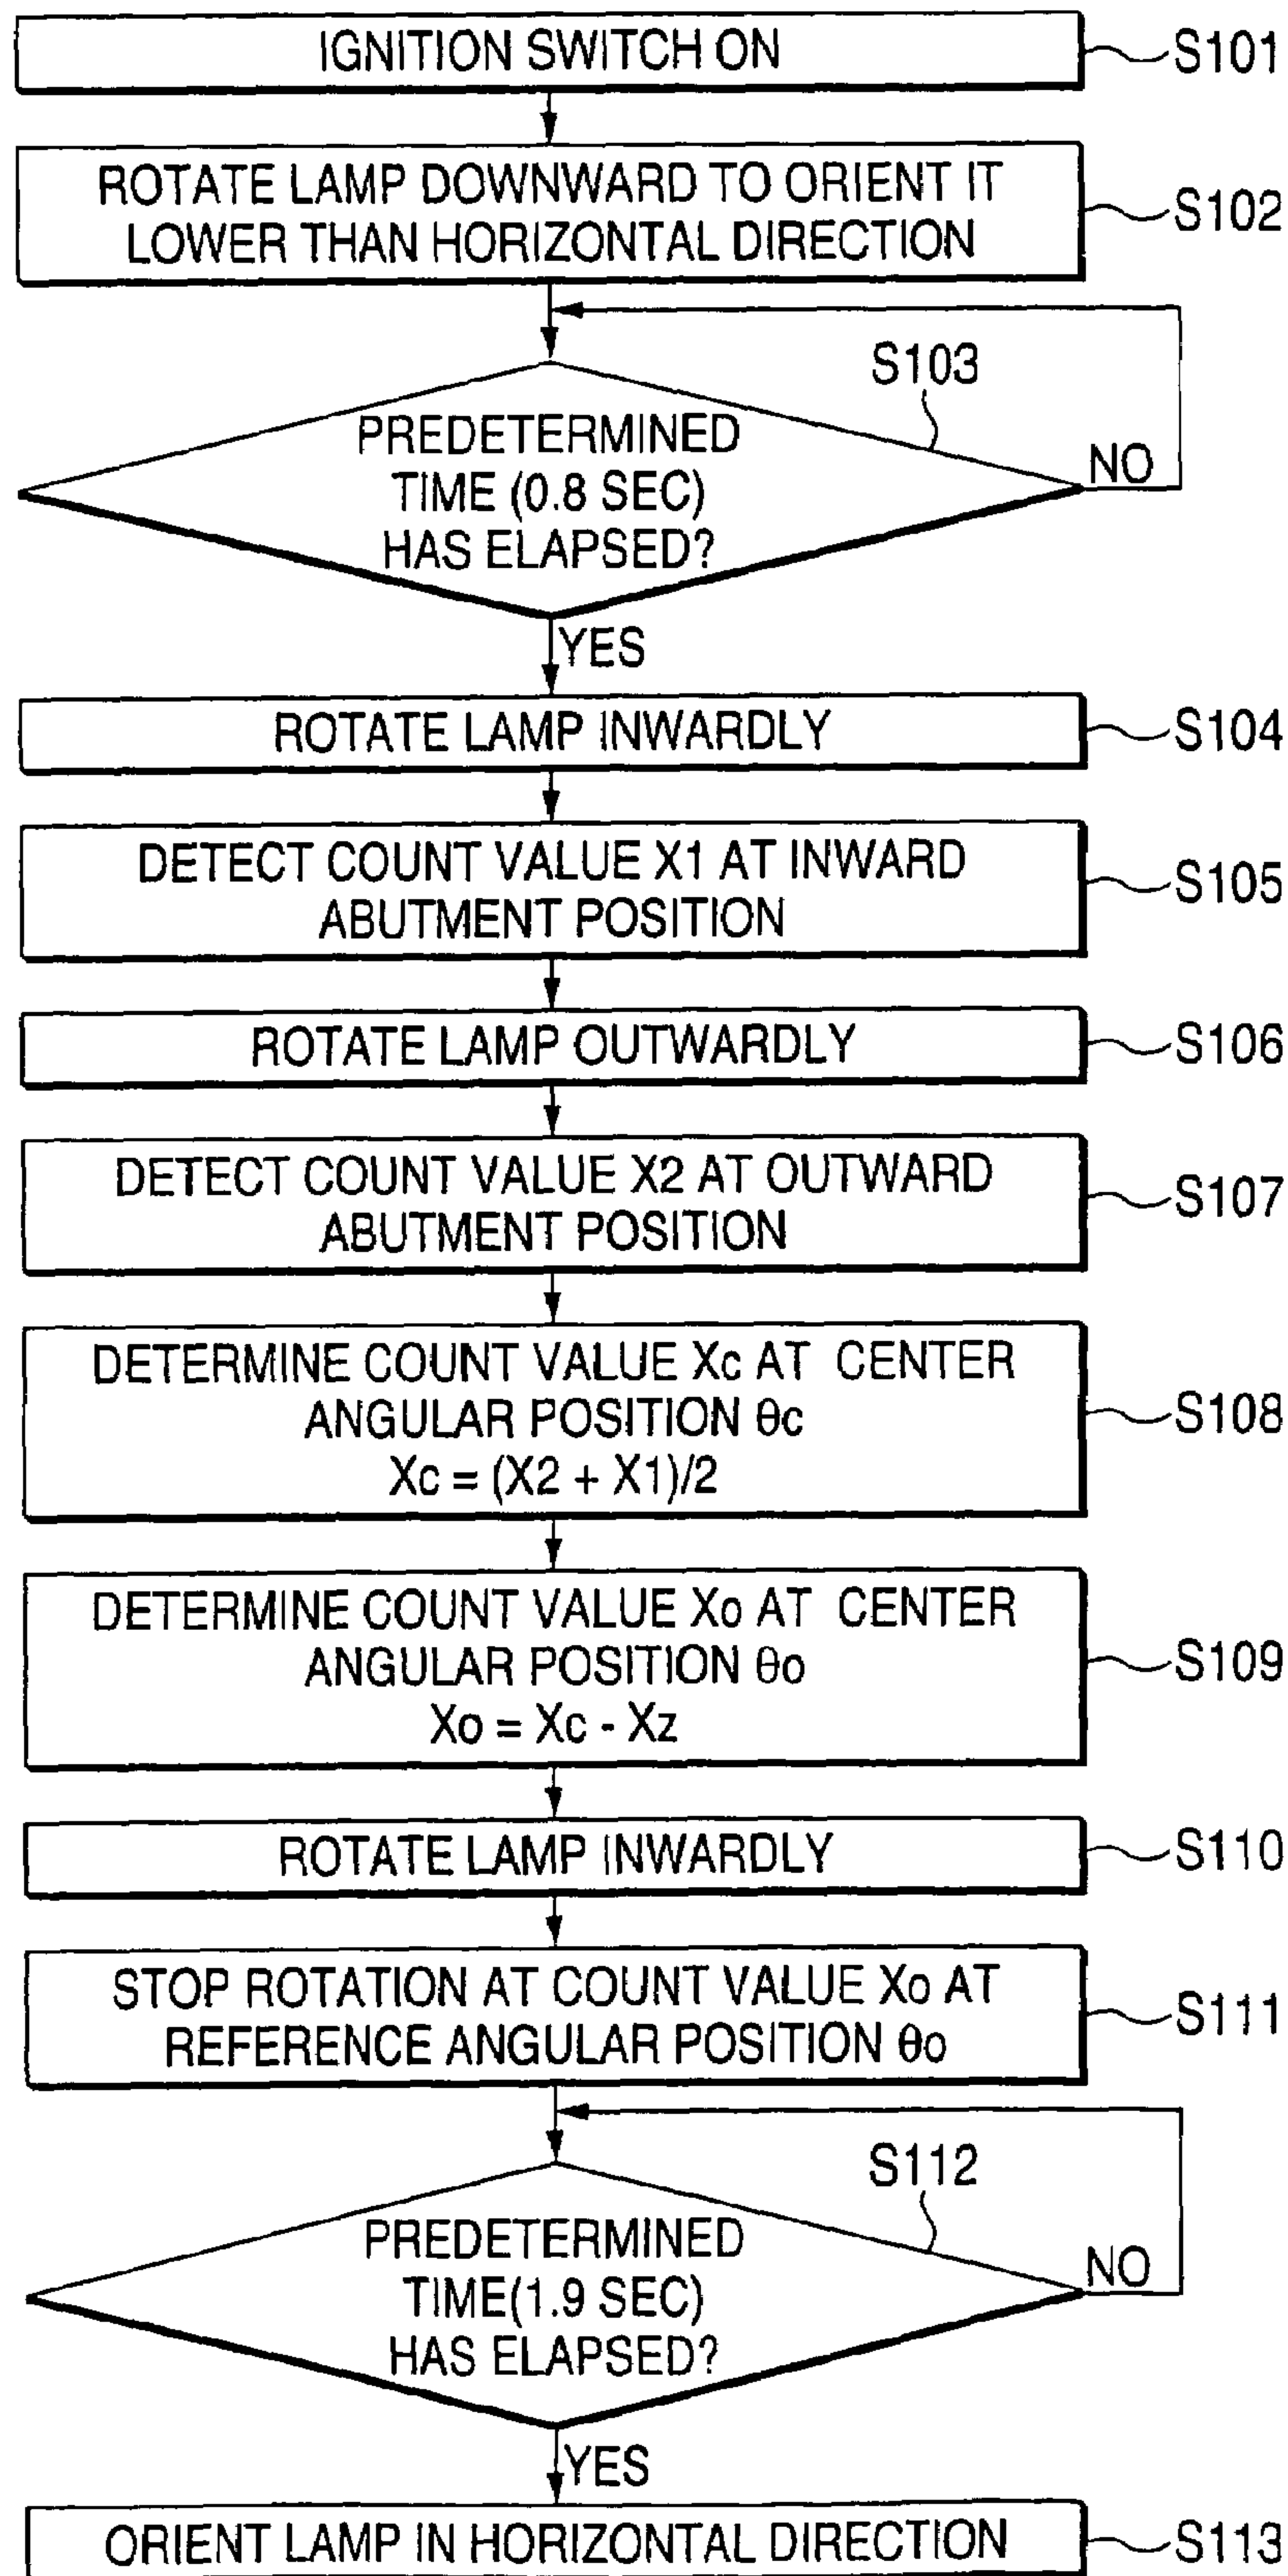 IGNITION SWITCH ON
S101
ROTATE LAMP DOWNWARD TO ORIENT IT
LOWER THAN HORIZONTAL DIRECTION
S102
S103
PREDETERMINED
TIME (0.8 SEC)
HAS ELAPSED?
NO
YES
ROTATE LAMP INWARDLY
S104
DETECT COUNT VALUE X1 AT INWARD
ABUTMENT POSITION
S105
ROTATE LAMP OUTWARDLY
S106
DETECT COUNT VALUE X2 AT OUTWARD
ABUTMENT POSITION
S107
DETERMINE COUNT VALUE Xc AT CENTER
ANGULAR POSITION θc
Xc = (X2 + X1)/2
S108
DETERMINE COUNT VALUE Xo AT CENTER
ANGULAR POSITION θo
Xo = Xc - Xz
S109
ROTATE LAMP INWARDLY
S110
STOP ROTATION AT COUNT VALUE Xo AT
REFERENCE ANGULAR POSITION θo
S111
S112
PREDETERMINED
TIME(1.9 SEC)
HAS ELAPSED?
NO
YES
ORIENT LAMP IN HORIZONTAL DIRECTION
S113